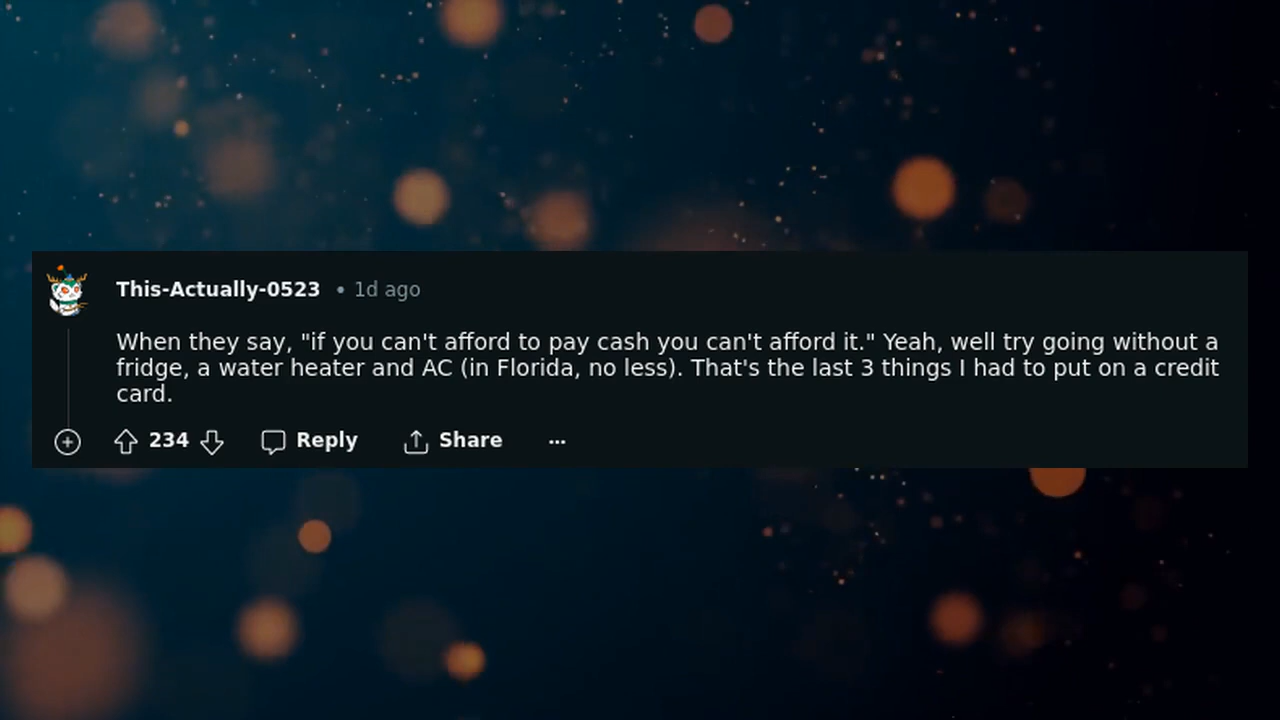 This-Actually-0523 • 1d ago
When they say, "if you can't afford to pay cash you can't afford it." Yeah, well try going without a
fridge, a water heater and AC (in Florida, no less). That's the last 3 things I had to put on a credit
card.
234 Reply Share ...